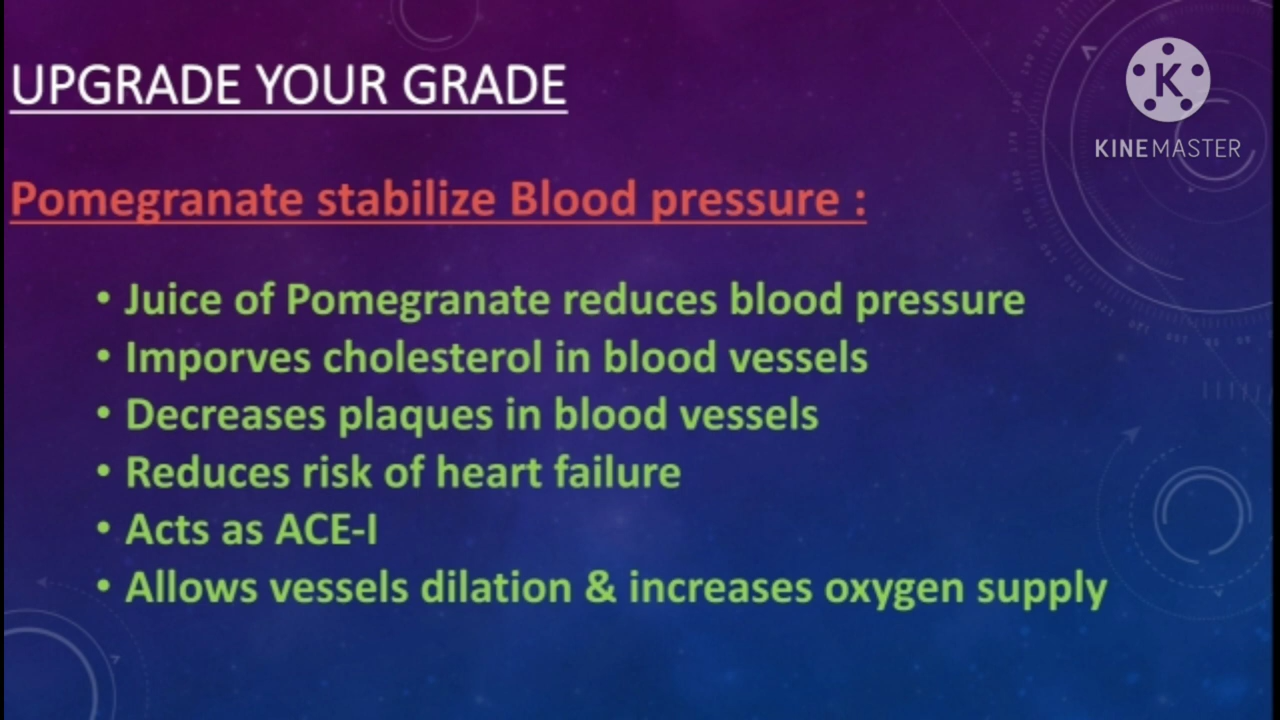 UPGRADE YOUR GRADE
K
KINEMASTER
Pomegranate stabilize Blood pressure :
• Juice of Pomegranate reduces blood pressure
• Imporves cholesterol in blood vessels
• Decreases plaques in blood vessels
• Reduces risk of heart failure
• Acts as ACE-I
• Allows vessels dilation & increases oxygen supply